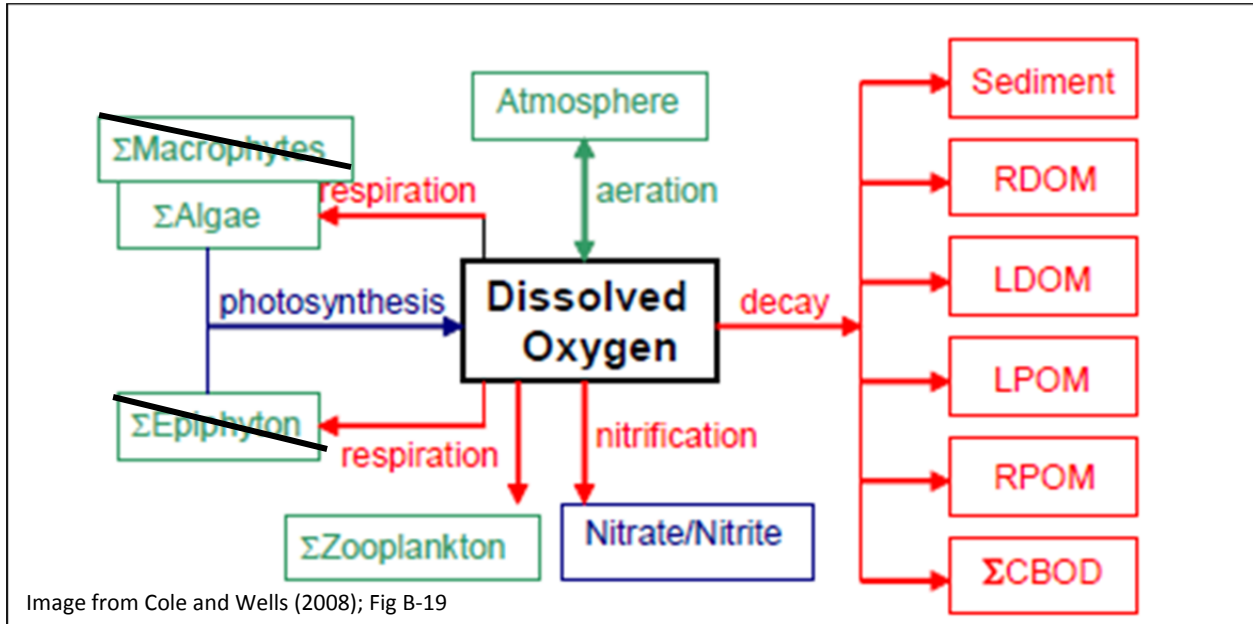 Sediment
Atmosphere
ΣMacrophytes
respiration
aeration
RDOM
ΣAlgae
photosynthesis
Dissolved
Oxygen
decay
LDOM
LPOM
ΣEpiphyton
respiration
nitrification
RPOM
ΣZooplankton
Nitrate/Nitrite
ΣCBOD
Image from Cole and Wells (2008); Fig B-19